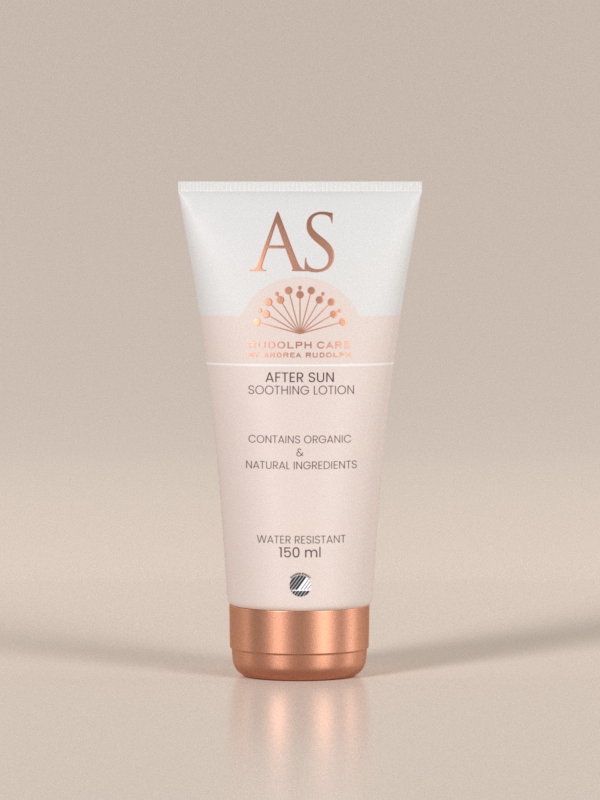 AS
RUDOLPH CARE
BY ANDREA RUDOLPH
AFTER SUN
SOOTHING LOTION
CONTAINS ORGANIC
&
NATURAL INGREDIENTS
WATER RESISTANT
150 ml